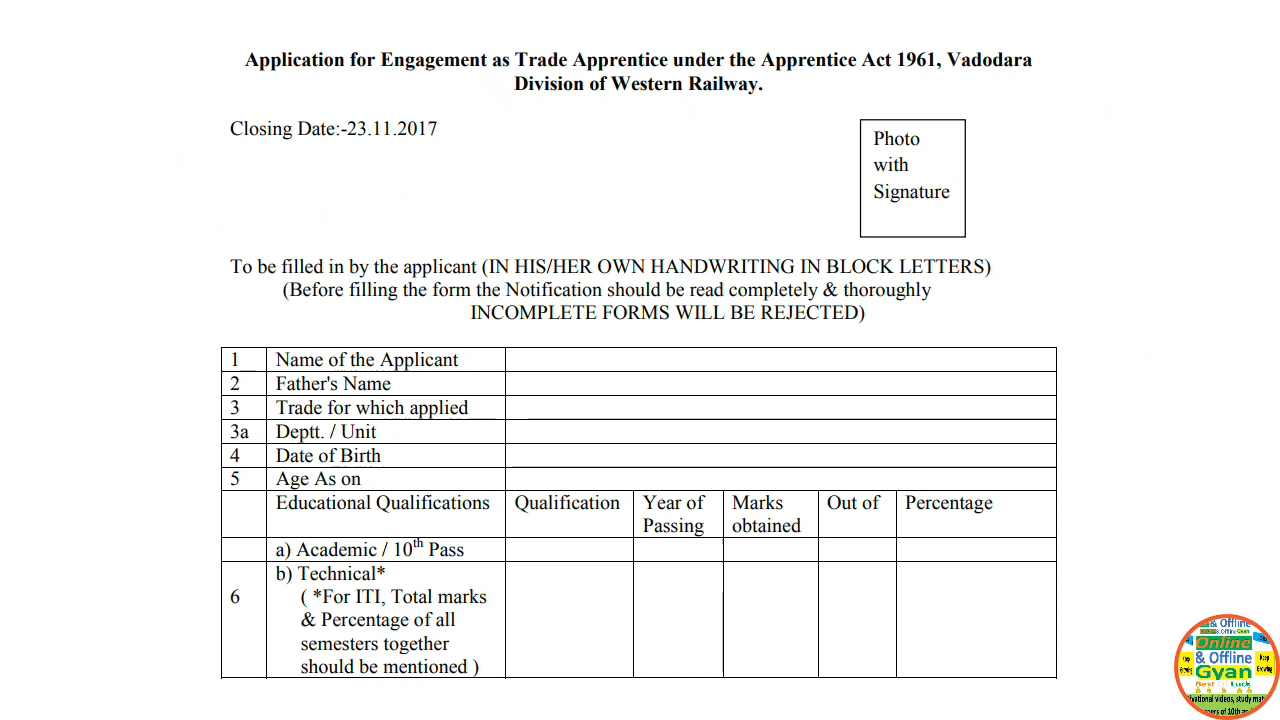 Application for Engagement as Trade Apprentice under the Apprentice Act 1961, Vadodara
Division of Western Railway.
Closing Date:-23.11.2017
Photo
with
Signature
To be filled in by the applicant (IN HIS/HER OWN HANDWRITING IN BLOCK LETTERS)
(Before filling the form the Notification should be read completely & thoroughly
INCOMPLETE FORMS WILL BE REJECTED)
1 Name of the Applicant
2 Father's Name
3 Trade for which applied
3a Deptt. / Unit
4 Date of Birth
5 Age As on
Educational Qualifications Qualification Year of Passing Marks obtained Out of Percentage
a) Academic / 10th Pass
b) Technical*
6 ( *For ITI, Total marks
& Percentage of all
semesters together
should be mentioned )
& Offline
& Offline Gyan
Online
& Offline
Gyan
Best Luck